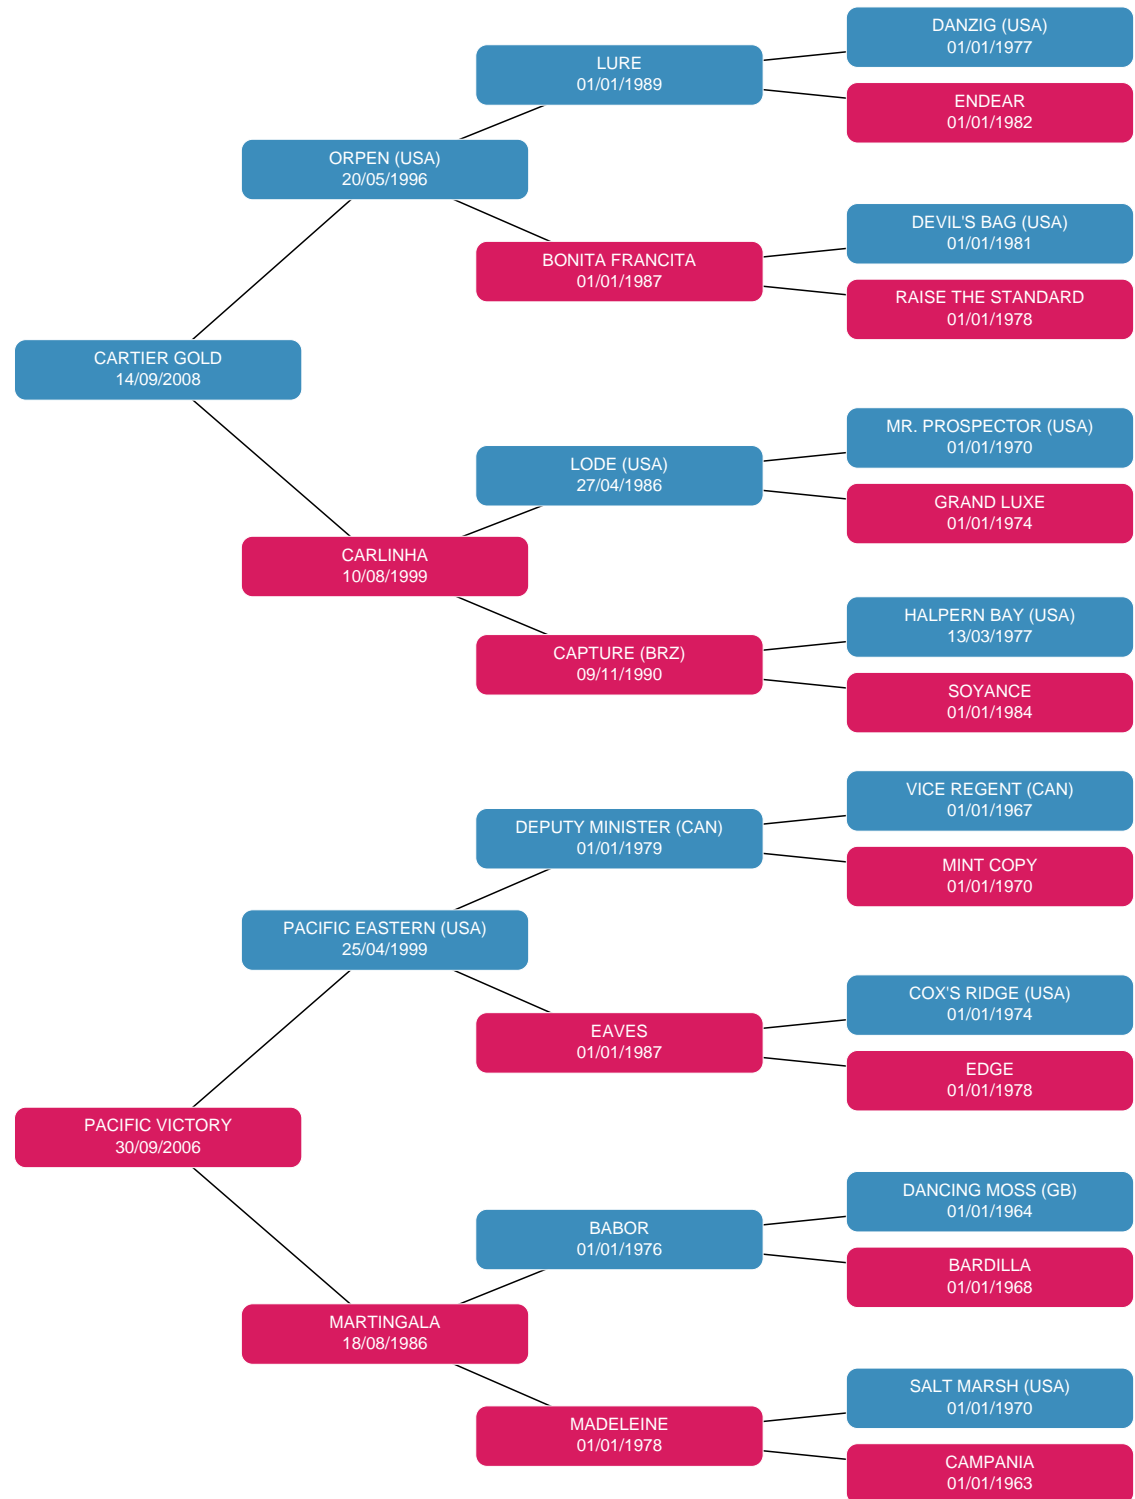 DANZIG (USA)
01/01/1977
LURE
01/01/1989
ENDEAR
01/01/1982
ORPEN (USA)
20/05/1996
DEVIL'S BAG (USA)
01/01/1981
BONITA FRANCITA
01/01/1987
RAISE THE STANDARD
01/01/1978
CARTIER GOLD
14/09/2008
MR. PROSPECTOR (USA)
01/01/1970
LODE (USA)
27/04/1986
GRAND LUXE
01/01/1974
CARLINHA
10/08/1999
HALPERN BAY (USA)
13/03/1977
CAPTURE (BRZ)
09/11/1990
SOYANCE
01/01/1984
VICE REGENT (CAN)
01/01/1967
DEPUTY MINISTER (CAN)
01/01/1979
MINT COPY
01/01/1970
PACIFIC EASTERN (USA)
25/04/1999
COX'S RIDGE (USA)
01/01/1974
EAVES
01/01/1987
EDGE
01/01/1978
PACIFIC VICTORY
30/09/2006
DANCING MOSS (GB)
01/01/1964
BABOR
01/01/1976
BARDILLA
01/01/1968
MARTINGALA
18/08/1986
SALT MARSH (USA)
01/01/1970
MADELEINE
01/01/1978
CAMPANIA
01/01/1963